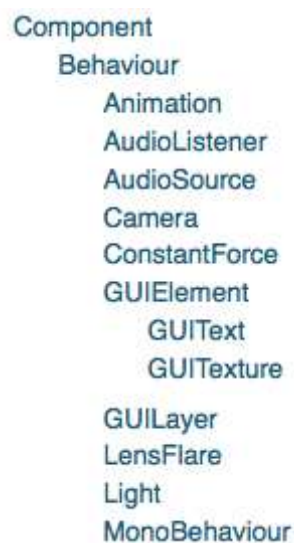 Component
Behaviour
Animation
AudioListener
AudioSource
Camera
ConstantForce
GUIElement
GUIText
GUITexture
GUILayer
LensFlare
Light
MonoBehaviour